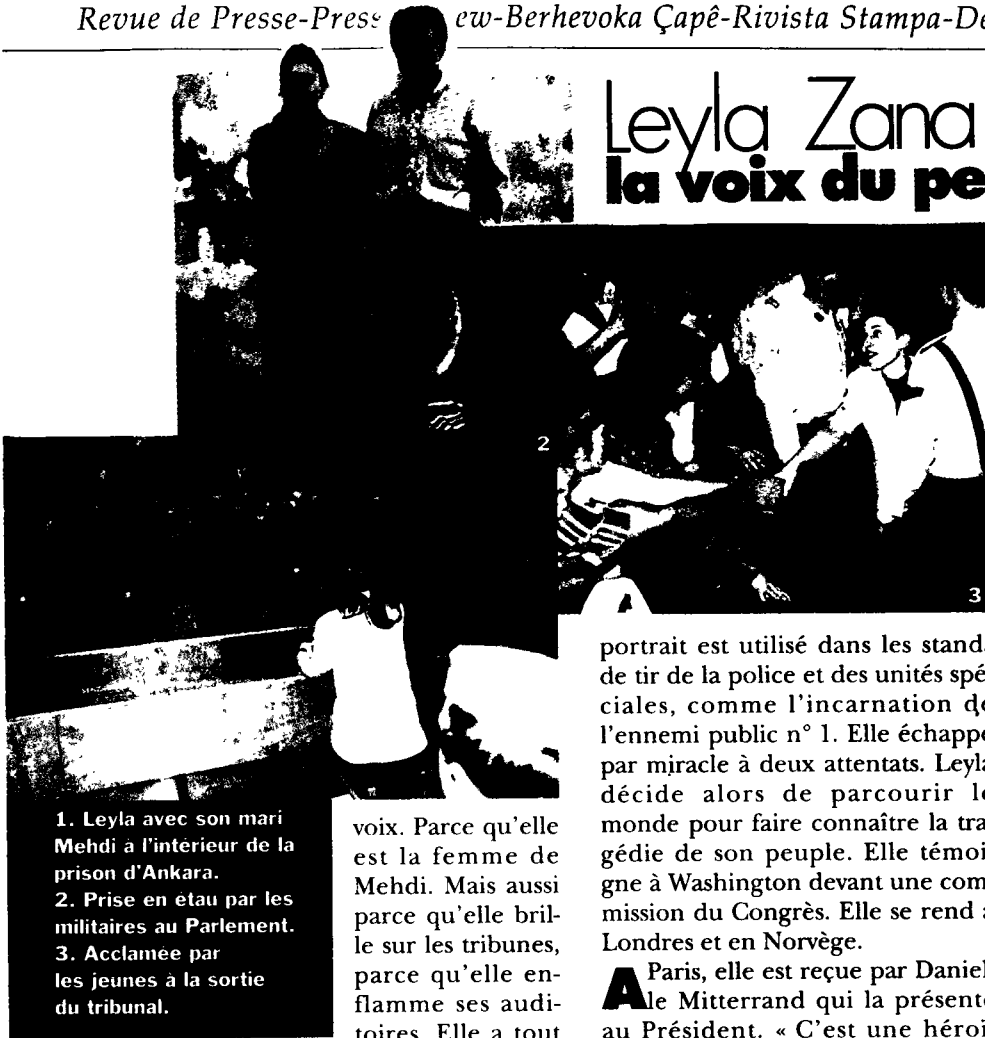 Revue de Presse-Press ew-Berhevoka Çapê-Rivista Stampa-De
Leyla Zana
la voix du pe
2
3
1. Leyla avec son mari
Mehdi à l'intérieur de la
prison d'Ankara.
2. Prise en étau par les
militaires au Parlement.
3. Acclamée par
les jeunes à la sortie
du tribunal.
voix. Parce qu'elle
est la femme de
Mehdi. Mais aussi
parce qu'elle bril-
le sur les tribunes,
parce qu'elle en-
flamme ses audi-
toires. Elle a tout
portrait est utilisé dans les stand
de tir de la police et des unités spé
ciales, comme l'incarnation de
l'ennemi public n° 1. Elle échappe
par miracle à deux attentats. Leyla
décide alors de parcourir le
monde pour faire connaître la tra
gédie de son peuple. Elle témoi
gne à Washington devant une com
mission du Congrès. Elle se rend à
Londres et en Norvège.
A Paris, elle est reçue par Daniel
le Mitterrand qui la présente
au Président. « C'est une héroï